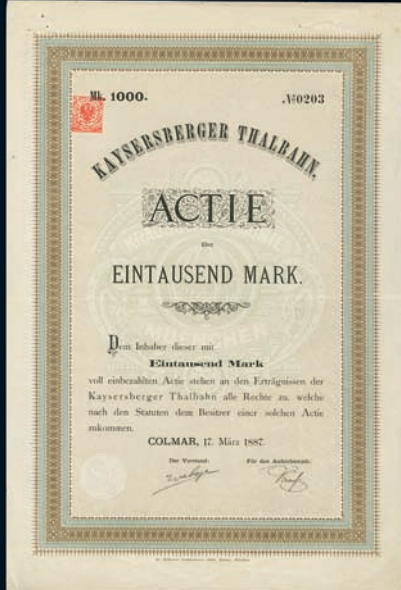 Mk. 1000.
№0203
KAYSERSBERGER THALBAHN.
ACTIE
über
EINTAUSEND MARK.
Dem Inhaber dieser mit
Eintausend Mark
voll einbezahlten Actie stehen an den Erträgnissen der
Kaysersberger Thalbahn alle Rechte zu, welche
nach den Statuten dem Besitzer einer solchen Actie
zukommen.
COLMAR, 17. März 1887.
Der Vorstand:
Für den Aufsichtsrath: